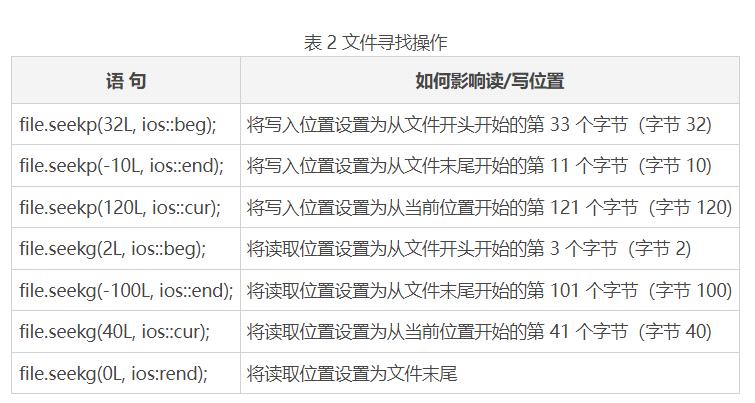 表 2 文件寻找操作
语 句 如何影响读/写位置
file.seekp(32L, ios::beg); 将写入位置设置为从文件开头开始的第 33 个字节（字节 32)
file.seekp(-10L, ios::end); 将写入位置设置为从文件末尾开始的第 11 个字节（字节 10)
file.seekp(120L, ios::cur); 将写入位置设置为从当前位置开始的第 121 个字节（字节 120)
file.seekg(2L, ios::beg); 将读取位置设置为从文件开头开始的第 3 个字节（字节 2)
file.seekg(-100L, ios::end); 将读取位置设置为从文件末尾开始的第 101 个字节（字节 100)
file.seekg(40L, ios::cur); 将读取位置设置为从当前位置开始的第 41 个字节（字节 40)
file.seekg(0L, ios:rend); 将读取位置设置为文件末尾